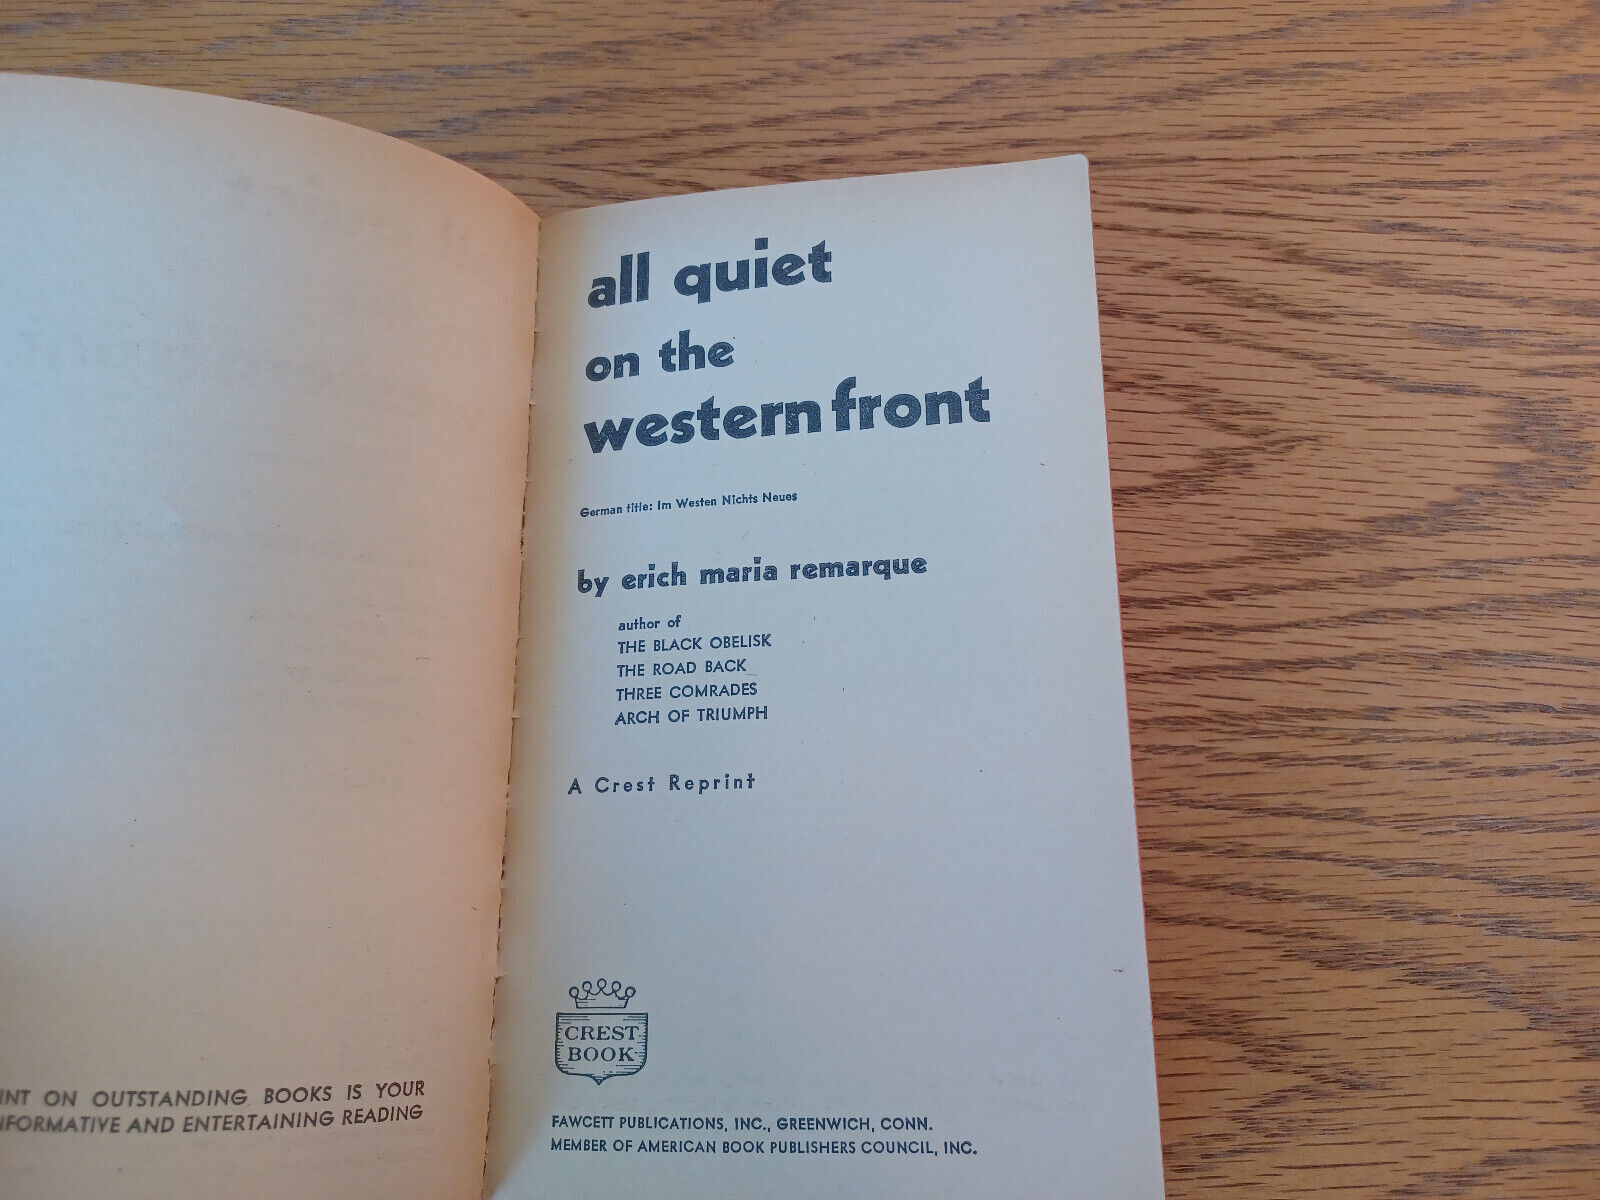 INT ON OUTSTANDING BOOKS IS YOUR
NFORMATIVE AND ENTERTAINING READING
all quiet
on the
western front
German title: Im Westen Nichts Neues
by erich maria remarque
author of
THE BLACK OBELISK
THE ROAD BACK
THREE COMRADES
ARCH OF TRIUMPH
A Crest Reprint
CREST
BOOK
FAWCETT PUBLICATIONS, INC., GREENWICH, CONN.
MEMBER OF AMERICAN BOOK PUBLISHERS COUNCIL, INC.